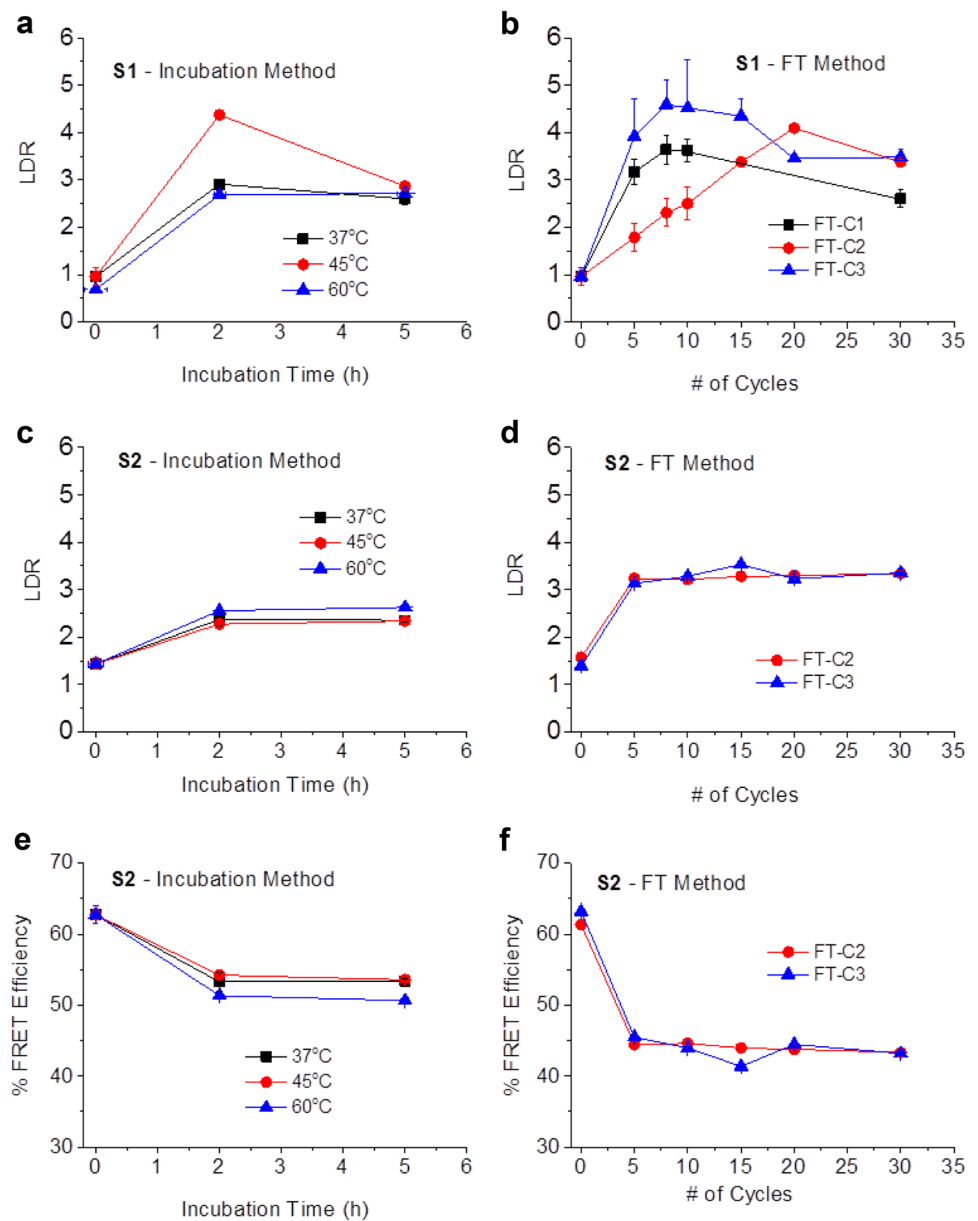 a
S1 - Incubation Method
LDR
6
5
4
3
2
1
0
0 1 2 3 4 5 6
Incubation Time (h)
37°C
45°C
60°C
b
S1 - FT Method
LDR
6
5
4
3
2
1
0
0 5 10 15 20 25 30 35
# of Cycles
FT-C1
FT-C2
FT-C3
c
S2 - Incubation Method
LDR
6
5
4
3
2
1
0
0 1 2 3 4 5 6
Incubation Time (h)
37°C
45°C
60°C
d
S2 - FT Method
LDR
6
5
4
3
2
1
0
0 5 10 15 20 25 30 35
# of Cycles
FT-C2
FT-C3
e
S2 - Incubation Method
% FRET Efficiency
70
60
50
40
30
0 1 2 3 4 5 6
Incubation Time (h)
37°C
45°C
60°C
f
S2 - FT Method
% FRET Efficiency
70
60
50
40
30
0 5 10 15 20 25 30 35
# of Cycles
FT-C2
FT-C3